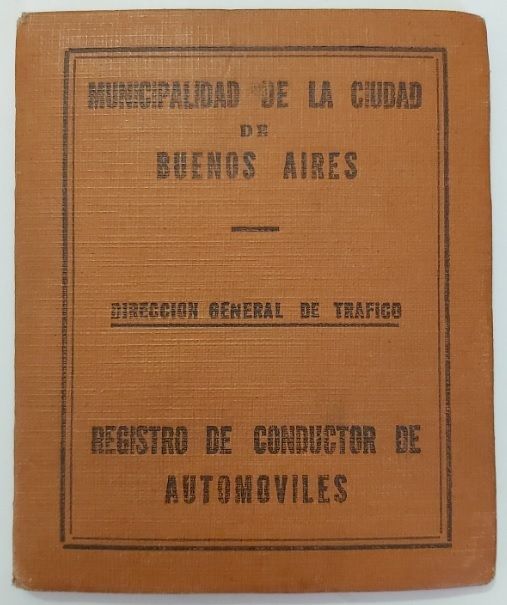 MUNICIPALIDAD DE LA CIUDAD
DE
BUENOS AIRES
DIRECCION GENERAL DE TRAFICO
REGISTRO DE CONDUCTOR DE
AUTOMOVILES